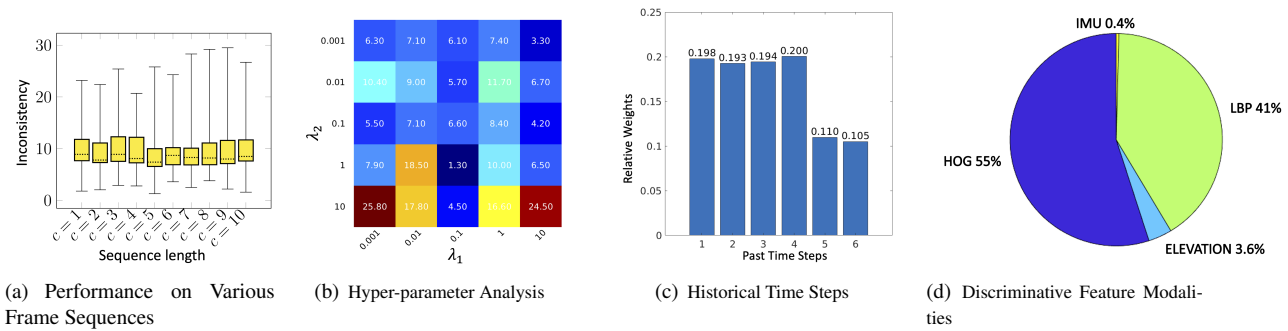 30
20
10
0
Inconsistency
c = 1
c = 2
c = 3
c = 4
c = 5
c = 6
c = 7
c = 8
c = 9
c = 10
Sequence length
(a) Performance on Various
Frame Sequences
0.001
6.30 7.10 6.10 7.40 3.30
0.01
10.40 9.00 5.70 11.70 6.70
0.1
5.50 7.10 6.60 8.40 4.20
1
7.90 18.50 1.30 10.00 6.50
10
25.80 17.80 4.50 24.50
λ2
0.001 0.01 0.1 1 10
λ1
(b) Hyper-parameter Analysis
0.25
0.2
0.15
0.1
0.05
0
Relative Weights
0.198 0.193 0.194 0.200 0.110 0.105
1 2 3 4 5 6
Past Time Steps
(c) Historical Time Steps
IMU 0.4%
LBP 41%
HOG 55%
ELEVATION 3.6%
(d) Discriminative Feature Modali-
ties